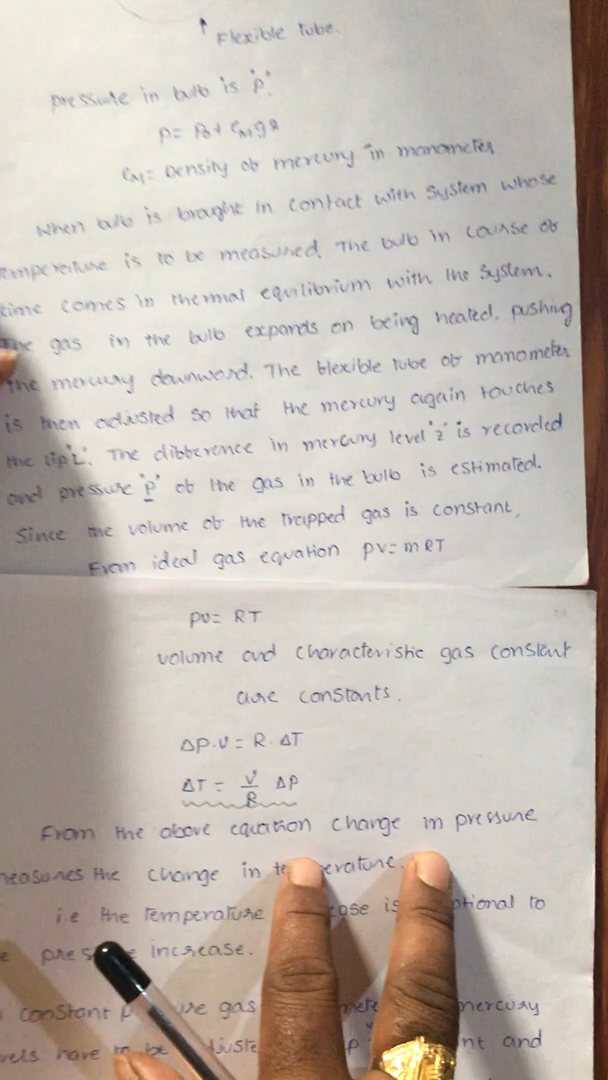 ↑ Flexible tube.
pressure in bulb is 'p'.
P = P₀ + ρₘ g z
ρₘ = Density of mercury in manometer
When bulb is brought in contact with system whose
temperature is to be measured. The bulb in course of
time comes in thermal equilibrium with the system.
The gas in the bulb expands on being heated, pushing
the mercury downward. The flexible tube of manometer
is then adjusted so that the mercury again touches
the lip 'L'. The difference in mercury level 'z' is recorded
and pressure 'p' of the gas in the bulb is estimated.
Since the volume of the trapped gas is constant,
From ideal gas equation PV = mRT
pv = RT
volume and characteristic gas constant
are constants.
ΔP.v = R.ΔT
ΔT = v/R ΔP
From the above equation change in pressure
measures the change in temperature.
i.e the temperature is to
increase.
constant gas mercury
have to be and